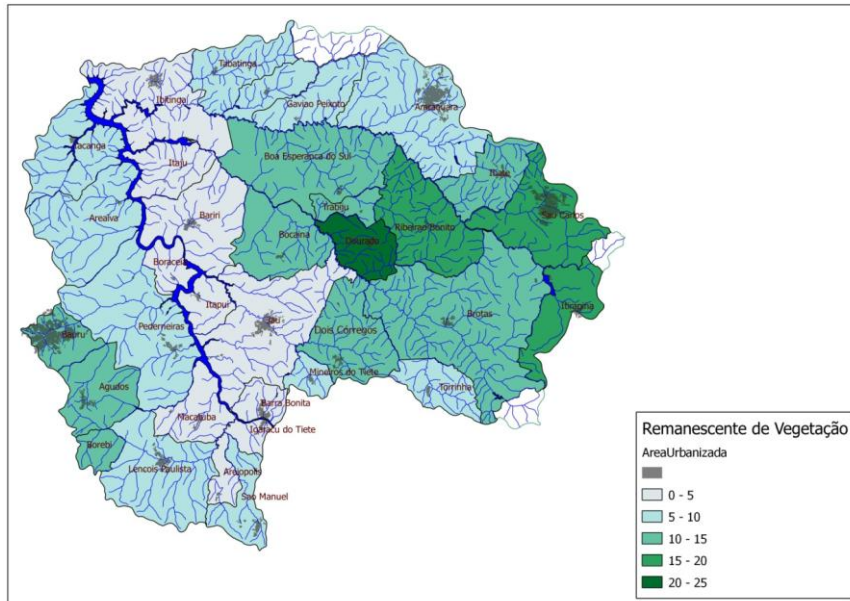 Tabatinga
Ibitinga
Gaviao Peixoto
Araraquara
Iacanga
Itaju
Boa Esperanca do Sul
Ibate
Arealva
Bariri
Trabiju
Sao Carlos
Bocaina
Dourado
Ribeirao Bonito
Boraceia
Itapui
Jau
Ibirapina
Pederneiras
Dois Corregos
Brotas
Bauru
Agudos
Mineiros do Tiete
Torrinha
Macatuba
Barra Bonita
Igaracu do Tiete
Borebi
Lencois Paulista
Areiopolis
Sao Manuel
Remanescente de Vegetação
AreaUrbanizada
0 - 5
5 - 10
10 - 15
15 - 20
20 - 25